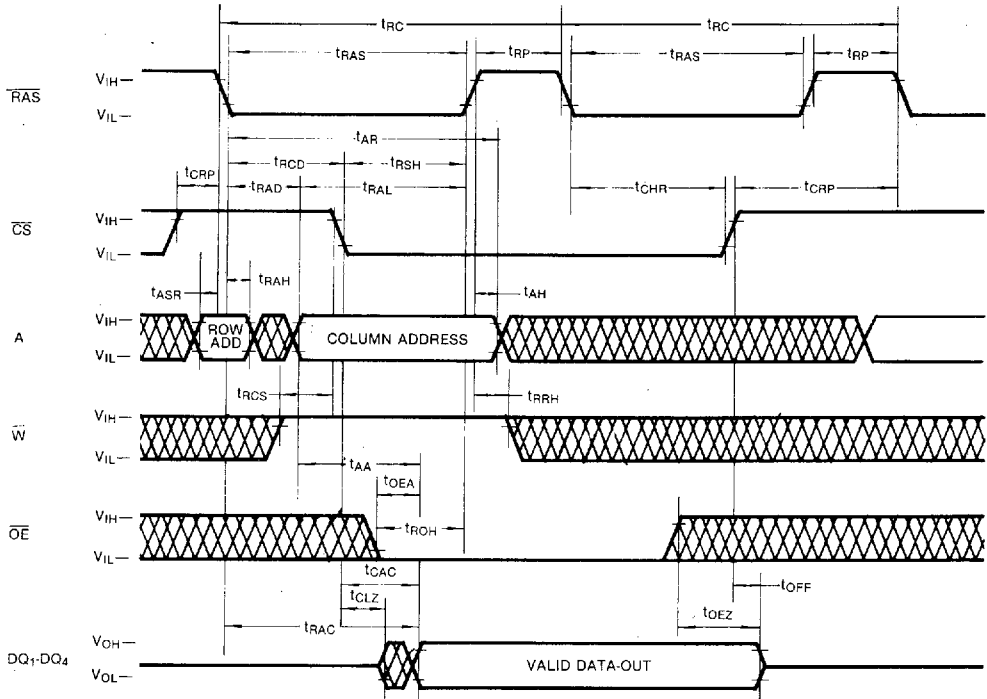 tRC tRC
tRAS tRP tRAS tRP
RAS VIH VIL
tAR
tRCD tRSH
tCRP tRAD tRAL tCHR tCRP
CS VIH VIL
tASR tRAH tAH
A VIH VIL ROW ADD COLUMN ADDRESS
tRCS tRRH
W VIH VIL
tAA
tOEA
OE VIH VIL tROH
tCAC tOFF
tCLZ tOEZ
tRAC
DQ1-DQ4 VOH VOL VALID DATA-OUT